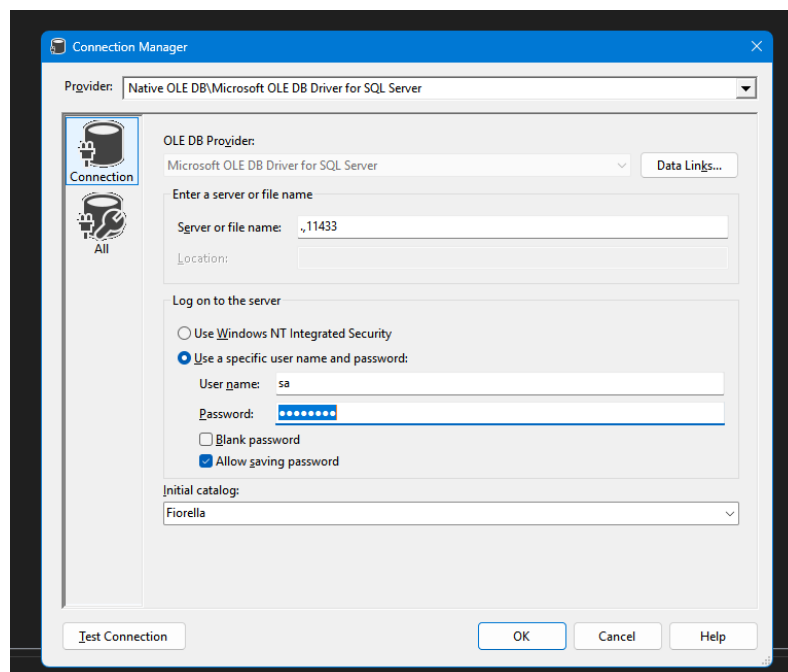 Connection Manager
Provider: Native OLE DB\Microsoft OLE DB Driver for SQL Server
Connection
All
OLE DB Provider:
Microsoft OLE DB Driver for SQL Server
Data Links...
Enter a server or file name
Server or file name: .,11433
Location:
Log on to the server
Use Windows NT Integrated Security
Use a specific user name and password:
User name: sa
Password: ••••••••
Blank password
Allow saving password
Initial catalog:
Fiorella
Test Connection OK Cancel Help